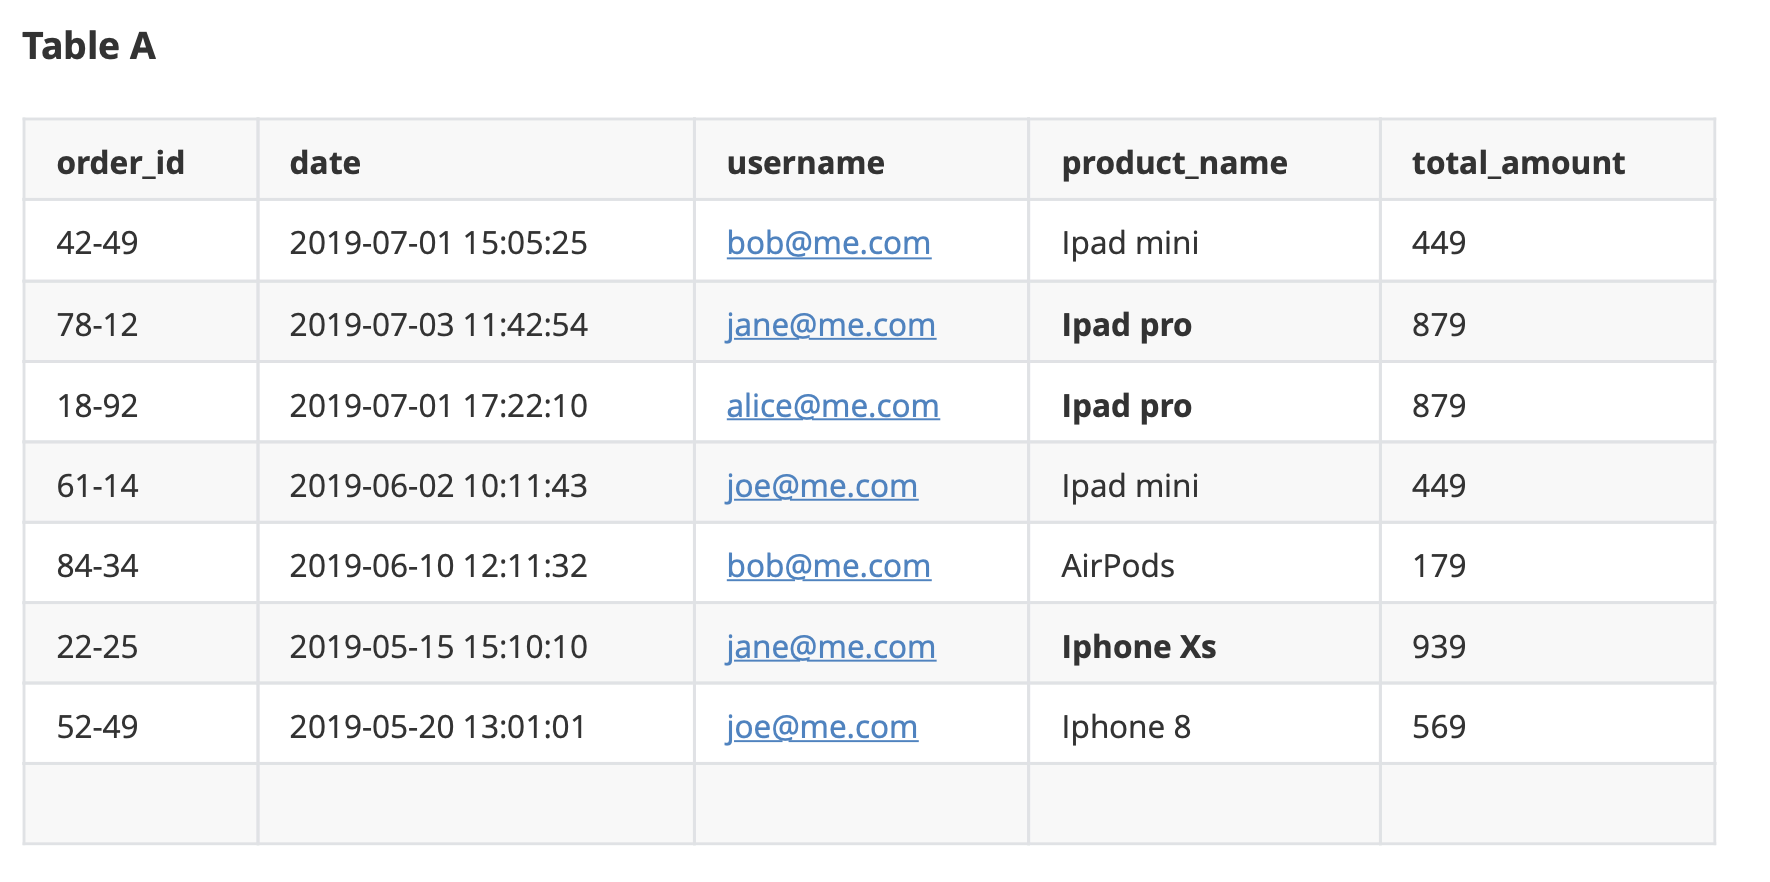 Table A
order_id date username product_name total_amount
42-49 2019-07-01 15:05:25 bob@me.com Ipad mini 449
78-12 2019-07-03 11:42:54 jane@me.com Ipad pro 879
18-92 2019-07-01 17:22:10 alice@me.com Ipad pro 879
61-14 2019-06-02 10:11:43 joe@me.com Ipad mini 449
84-34 2019-06-10 12:11:32 bob@me.com AirPods 179
22-25 2019-05-15 15:10:10 jane@me.com Iphone Xs 939
52-49 2019-05-20 13:01:01 joe@me.com Iphone 8 569